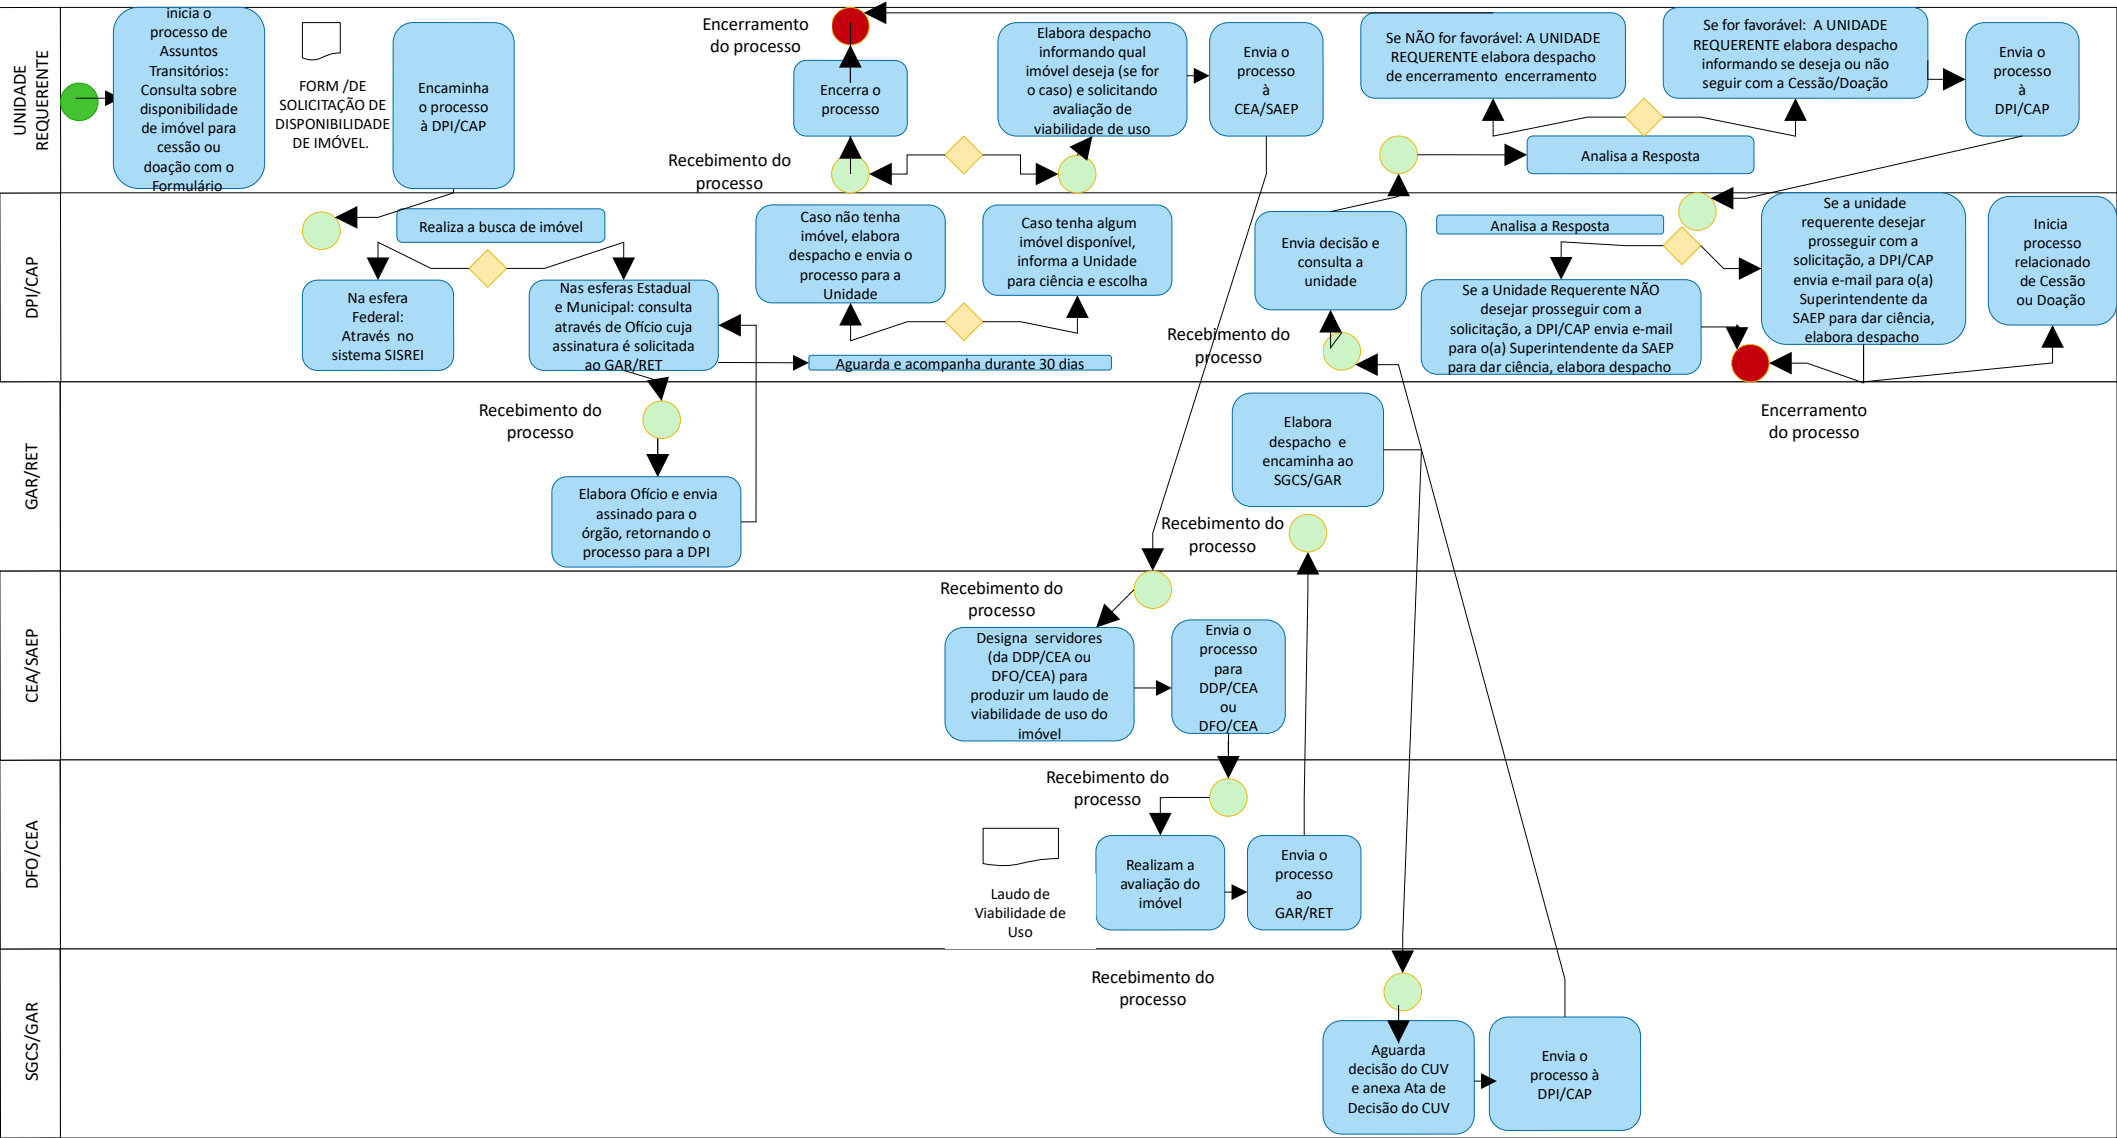 UNIDADE
REQUERENTE
inicia o
processo de
Assuntos
Transitórios:
Consulta sobre
disponibilidade
de imóvel para
cessão ou
doação com o
Formulário
FORM /DE
SOLICITAÇÃO DE
DISPONIBILIDADE
DE IMÓVEL.
Encaminha
o processo
à DPI/CAP
Encerramento
do processo
Encerra o
processo
Recebimento do
processo
Elabora despacho
informando qual
imóvel deseja (se for
o caso) e solicitando
avaliação de
viabilidade de uso
Envia o
processo
à
CEA/SAEP
Se NÃO for favorável: A UNIDADE
REQUERENTE elabora despacho
de encerramento  encerramento
Se for favorável:  A UNIDADE
REQUERENTE elabora despacho
informando se deseja ou não
seguir com a Cessão/Doação
Envia o
processo
à
DPI/CAP
Analisa a Resposta
DPI/CAP
Realiza a busca de imóvel
Na esfera
Federal:
Através  no
sistema SISREI
Nas esferas Estadual
e Municipal: consulta
através de Ofício cuja
assinatura é solicitada
ao GAR/RET
Caso não tenha
imóvel, elabora
despacho e envia o
processo para a
Unidade
Caso tenha algum
imóvel disponível,
informa a Unidade
para ciência e escolha
Aguarda e acompanha durante 30 dias
Envia decisão e
consulta a
unidade
Recebimento do
processo
Analisa a Resposta
Se a Unidade Requerente NÃO
desejar prosseguir com a
solicitação, a DPI/CAP envia e-mail
para o(a) Superintendente da SAEP
para dar ciência, elabora despacho
Se a unidade
requerente desejar
prosseguir com a
solicitação, a DPI/CAP
envia e-mail para o(a)
Superintendente da
SAEP para dar ciência,
elabora despacho
Inicia
processo
relacionado
de Cessão
ou Doação
GAR/RET
Recebimento do
processo
Elabora Ofício e envia
assinado para o
órgão, retornando o
processo para a DPI
Elabora
despacho  e
encaminha ao
SGCS/GAR
Recebimento do
processo
Encerramento
do processo
CEA/SAEP
Recebimento do
processo
Designa  servidores
(da DDP/CEA ou
DFO/CEA) para
produzir um laudo de
viabilidade de uso do
imóvel
Envia o
processo
para
DDP/CEA
ou
DFO/CEA
DFO/CEA
Recebimento do
processo
Laudo de
Viabilidade de
Uso
Realizam a
avaliação do
imóvel
Envia o
processo
ao
GAR/RET
SGCS/GAR
Recebimento do
processo
Aguarda
decisão do CUV
e anexa Ata de
Decisão do CUV
Envia o
processo à
DPI/CAP